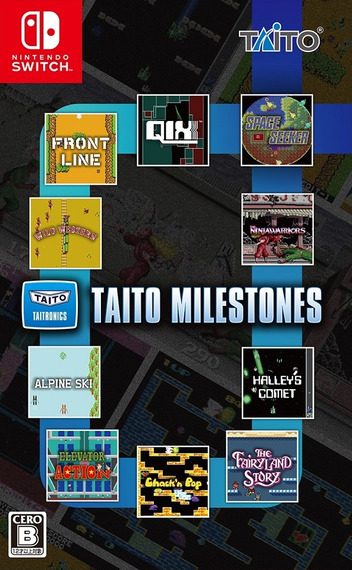 NINTENDO
SWITCH
TAITO
FRONT
LINE
QIX
SPACE
SEEKER
WILD WESTERN
THE NINJAWARRIORS
TAITO
TAITRONICS
TAITO MILESTONES
ALPINE SKI
HALLEY'S
COMET
ELEVATOR
ACTION
Chack'n Pop
THE
FAIRYLAND
STORY
CERO
B